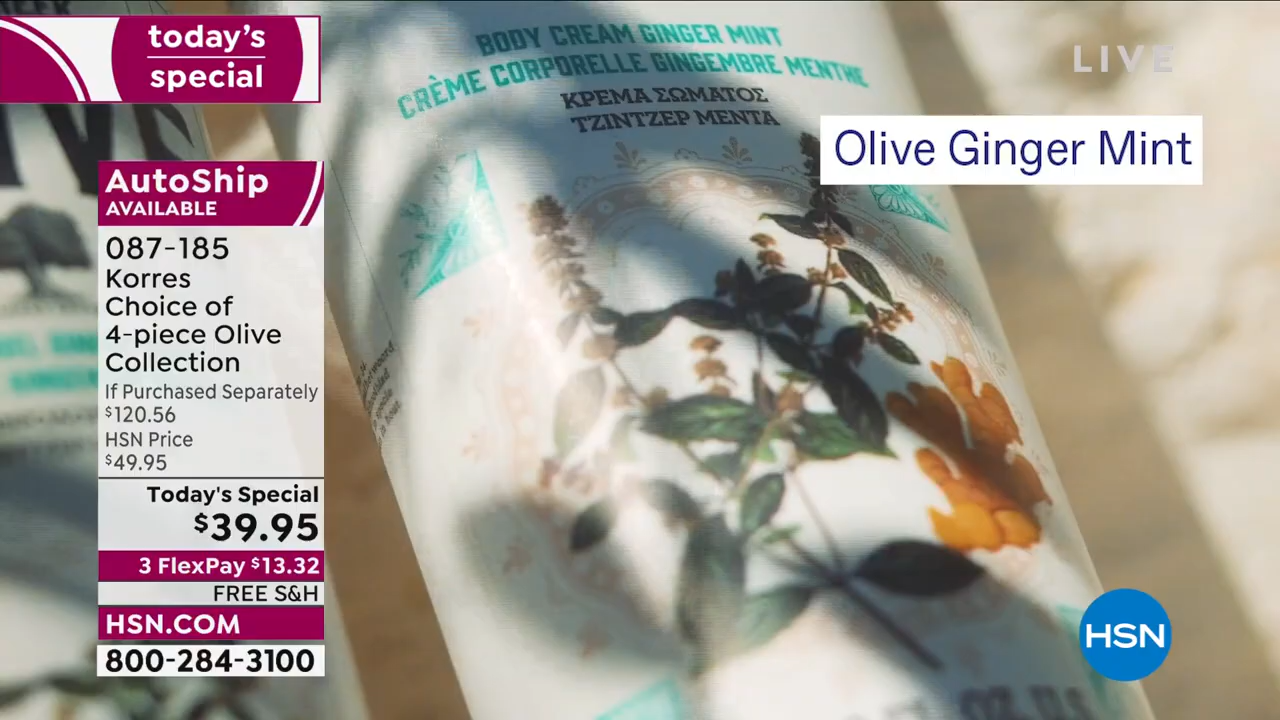 today's
special
AutoShip
AVAILABLE
087-185
Korres
Choice of
4-piece Olive
Collection
If Purchased Separately
$120.56
HSN Price
$49.95
Today's Special
$39.95
3 FlexPay $13.32
FREE S&H
HSN.COM
800-284-3100
BODY CREAM GINGER MINT
CRÈME CORPORELLE GINGEMBRE MENTHE
ΚΡΕΜΑ ΣΩΜΑΤΟΣ
ΤΖΙΝΤΖΕΡ ΜΕΝΤΑ
LIVE
Olive Ginger Mint
HSN